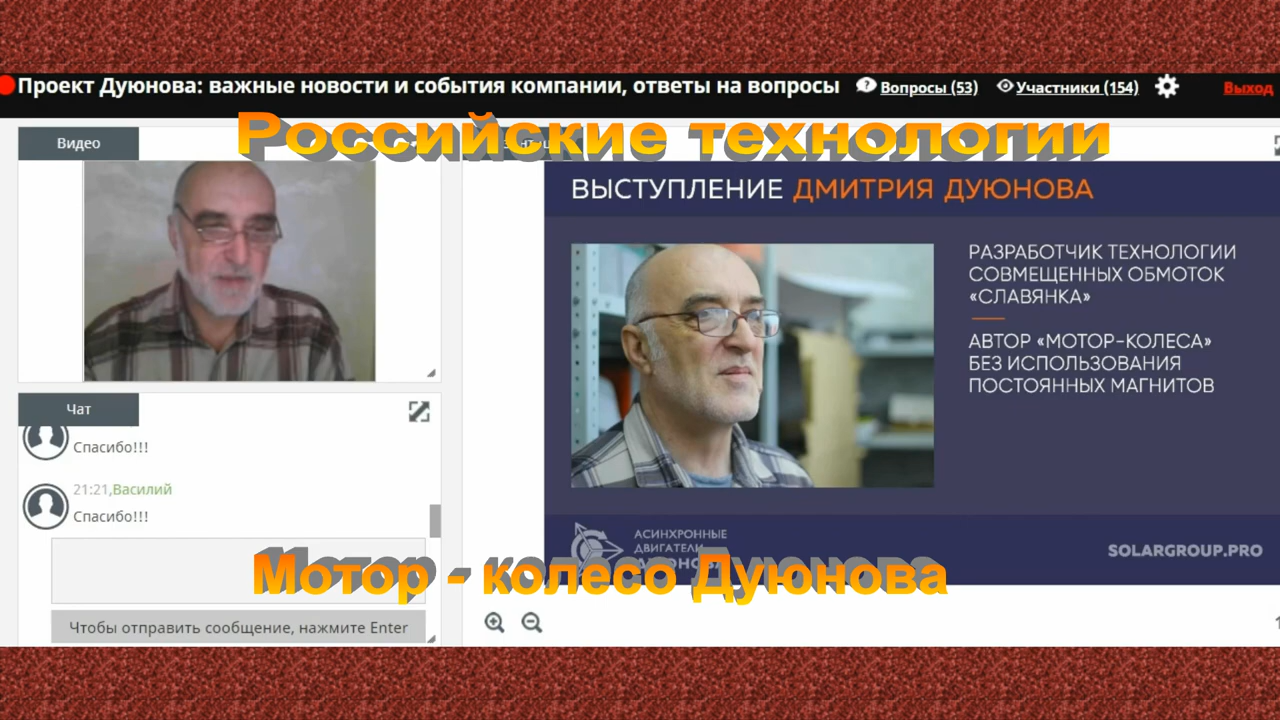 Проект Дуюнова: важные новости и события компании, ответы на вопросы
Вопросы (53)
Участники (154)
Выход
Российские технологии
Видео
ВЫСТУПЛЕНИЕ ДМИТРИЯ ДУЮНОВА
РАЗРАБОТЧИК ТЕХНОЛОГИИ
СОВМЕЩЕННЫХ ОБМОТОК
«СЛАВЯНКА»
АВТОР «МОТОР-КОЛЕСА»
БЕЗ ИСПОЛЬЗОВАНИЯ
ПОСТОЯННЫХ МАГНИТОВ
Чат
Спасибо!!!
21:21,Василий
Спасибо!!!
Чтобы отправить сообщение, нажмите Enter
АСИНХРОННЫЕ
ДВИГАТЕЛИ
SOLARGROUP.PRO
Мотор - колесо Дуюнова